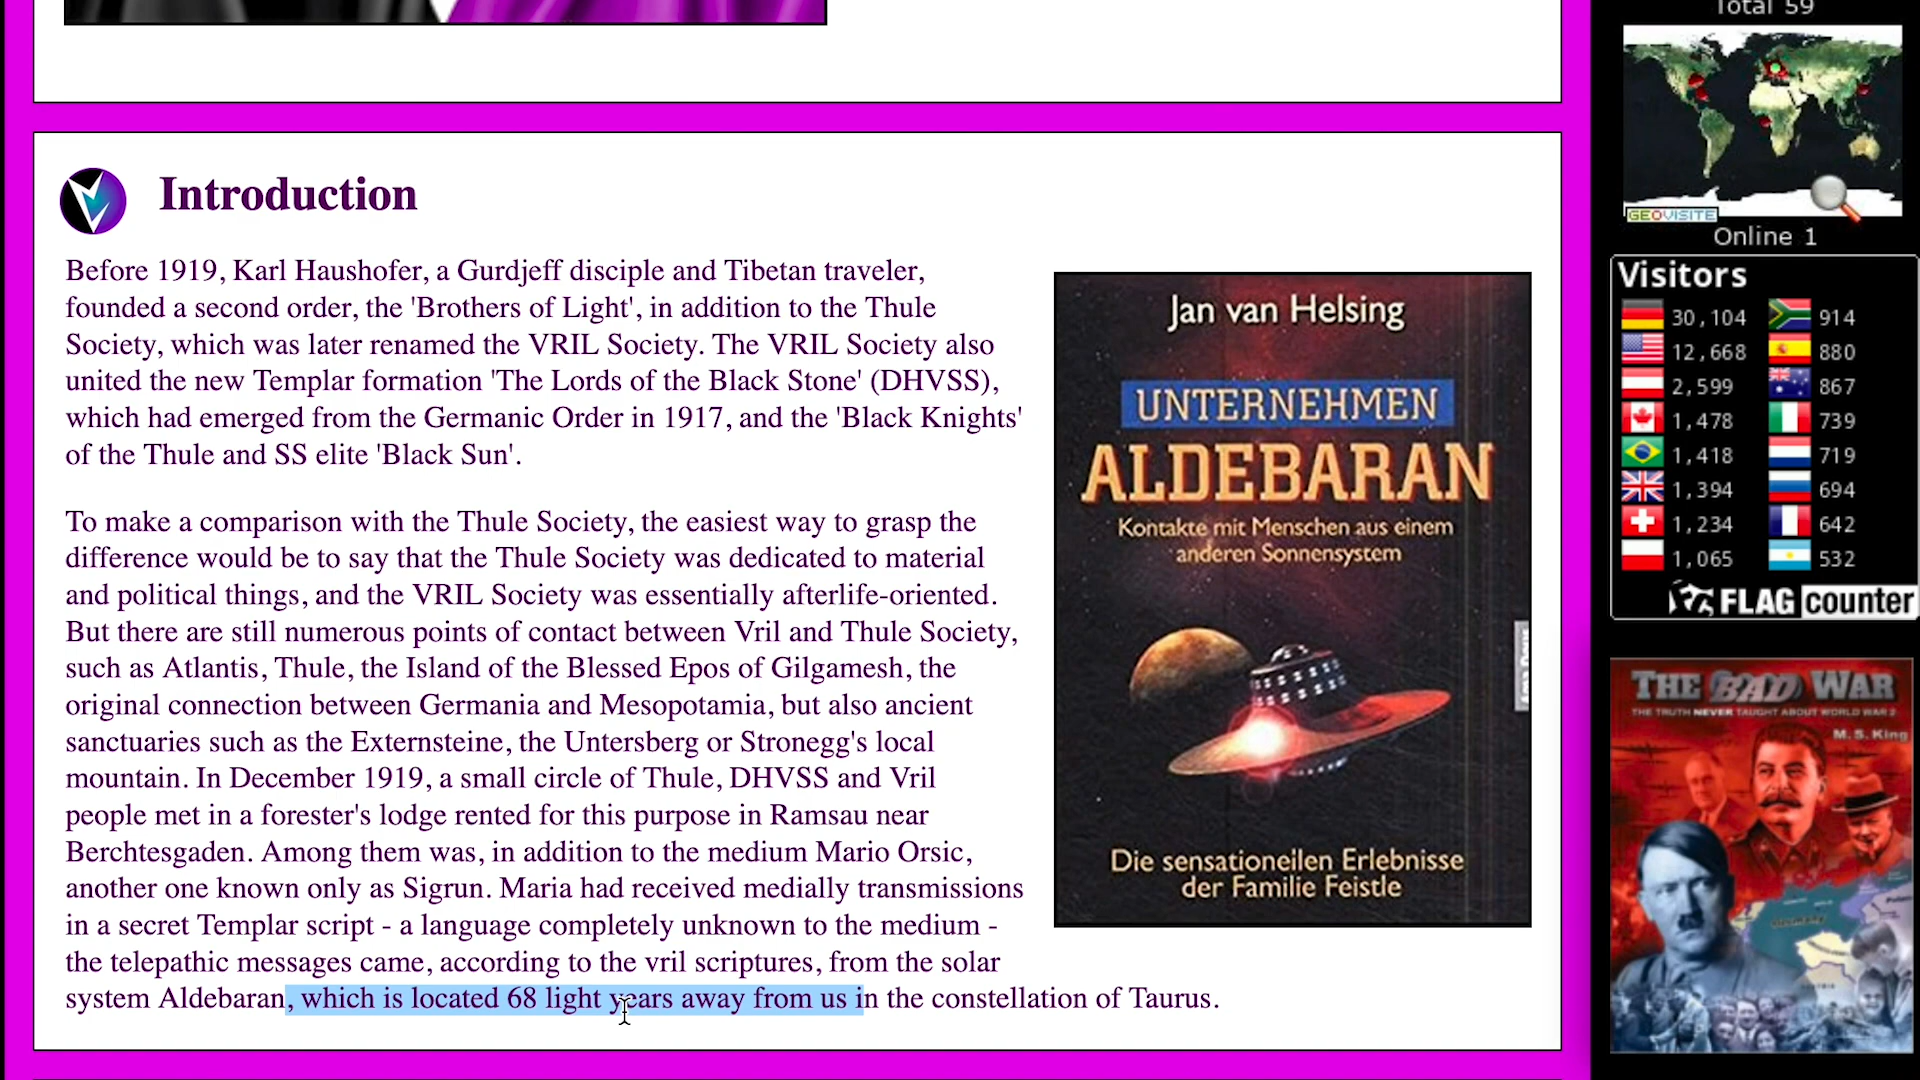 Total 59
GEOVISITE
Online 1
Introduction
Before 1919, Karl Haushofer, a Gurdjeff disciple and Tibetan traveler,
founded a second order, the 'Brothers of Light', in addition to the Thule
Society, which was later renamed the VRIL Society. The VRIL Society also
united the new Templar formation 'The Lords of the Black Stone' (DHVSS),
which had emerged from the Germanic Order in 1917, and the 'Black Knights'
of the Thule and SS elite 'Black Sun'.
To make a comparison with the Thule Society, the easiest way to grasp the
difference would be to say that the Thule Society was dedicated to material
and political things, and the VRIL Society was essentially afterlife-oriented.
But there are still numerous points of contact between Vril and Thule Society,
such as Atlantis, Thule, the Island of the Blessed Epos of Gilgamesh, the
original connection between Germania and Mesopotamia, but also ancient
sanctuaries such as the Externsteine, the Untersberg or Stronegg's local
mountain. In December 1919, a small circle of Thule, DHVSS and Vril
people met in a forester's lodge rented for this purpose in Ramsau near
Berchtesgaden. Among them was, in addition to the medium Mario Orsic,
another one known only as Sigrun. Maria had received medially transmissions
in a secret Templar script - a language completely unknown to the medium -
the telepathic messages came, according to the vril scriptures, from the solar
system Aldebaran, which is located 68 light years away from us in the constellation of Taurus.
Jan van Helsing
UNTERNEHMEN
ALDEBARAN
Kontakte mit Menschen aus einem
anderen Sonnensystem
Die sensationellen Erlebnisse
der Familie Feistle
Visitors
30,104 914
12,668 880
2,599 867
1,478 739
1,418 719
1,394 694
1,234 642
1,065 532
FLAG counter
THE BAD WAR
THE TRUTH NEVER TAUGHT ABOUT WORLD WAR 2
M. S. King